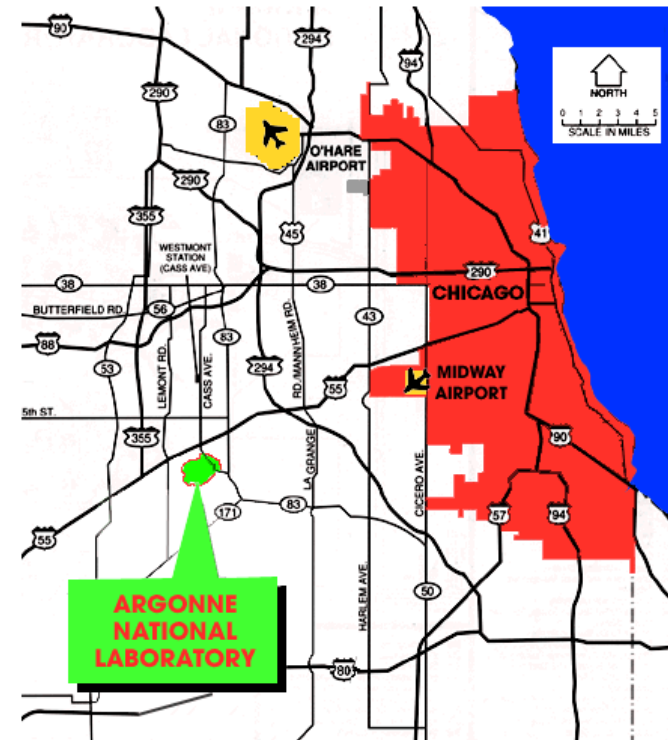 90
294
94
290
83
NORTH
0 1 2 3 4 5
SCALE IN MILES
O'HARE
AIRPORT
290
355
45
41
WESTMONT
STATION
(CASS AVE)
38
38
290
CHICAGO
BUTTERFIELD RD.
56
43
88
83
53
LEMONT RD.
CASS AVE.
RD./MANNHEIM RD.
294
55
MIDWAY
AIRPORT
5th ST.
355
90
LA GRANGE
CICERO AVE.
55
171
83
57
94
HARLEM AVE.
50
ARGONNE
NATIONAL
LABORATORY
80